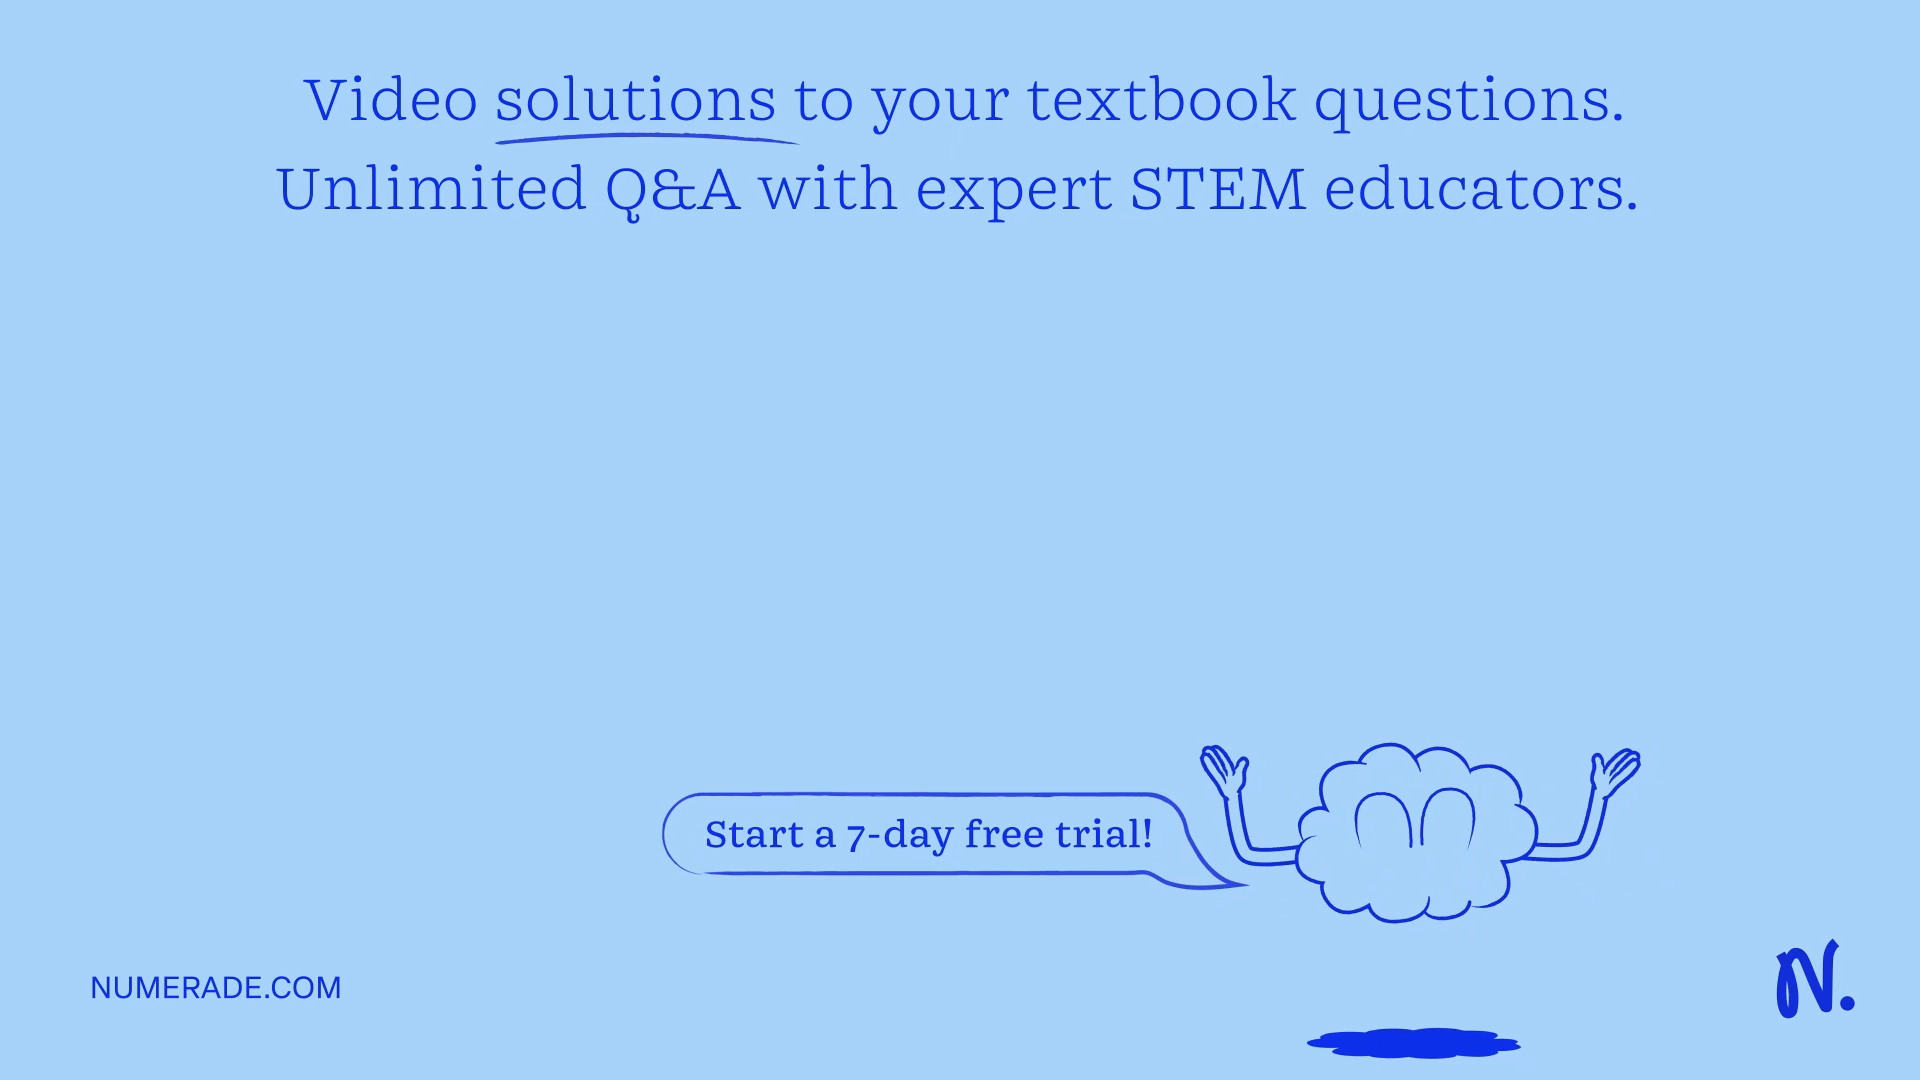 Video solutions to your textbook questions.
Unlimited Q&A with expert STEM educators.
Start a 7-day free trial!
NUMERADE.COM
N.